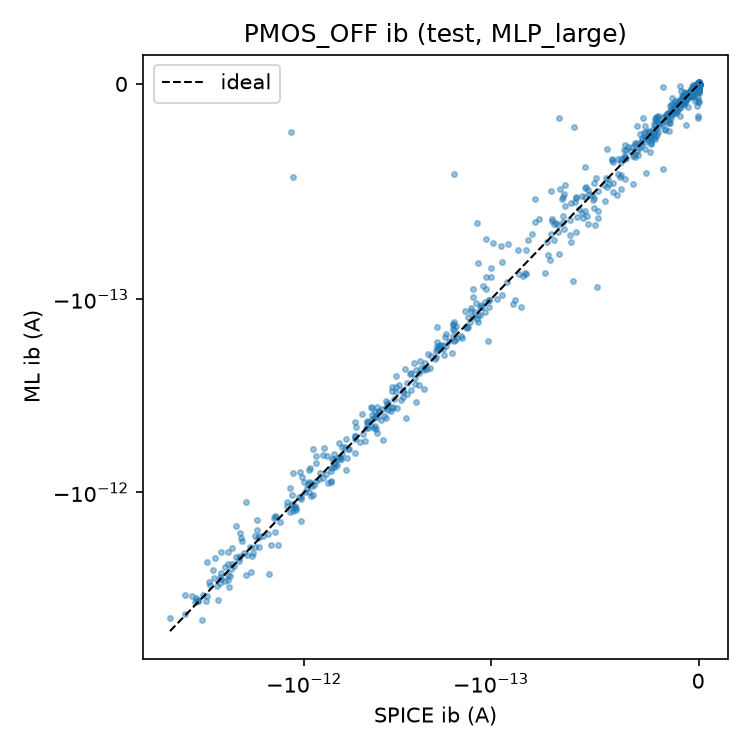 PMOS_OFF ib (test, MLP_large)
ideal
0
−10⁻¹³
−10⁻¹²
ML ib (A)
−10⁻¹²
−10⁻¹³
0
SPICE ib (A)